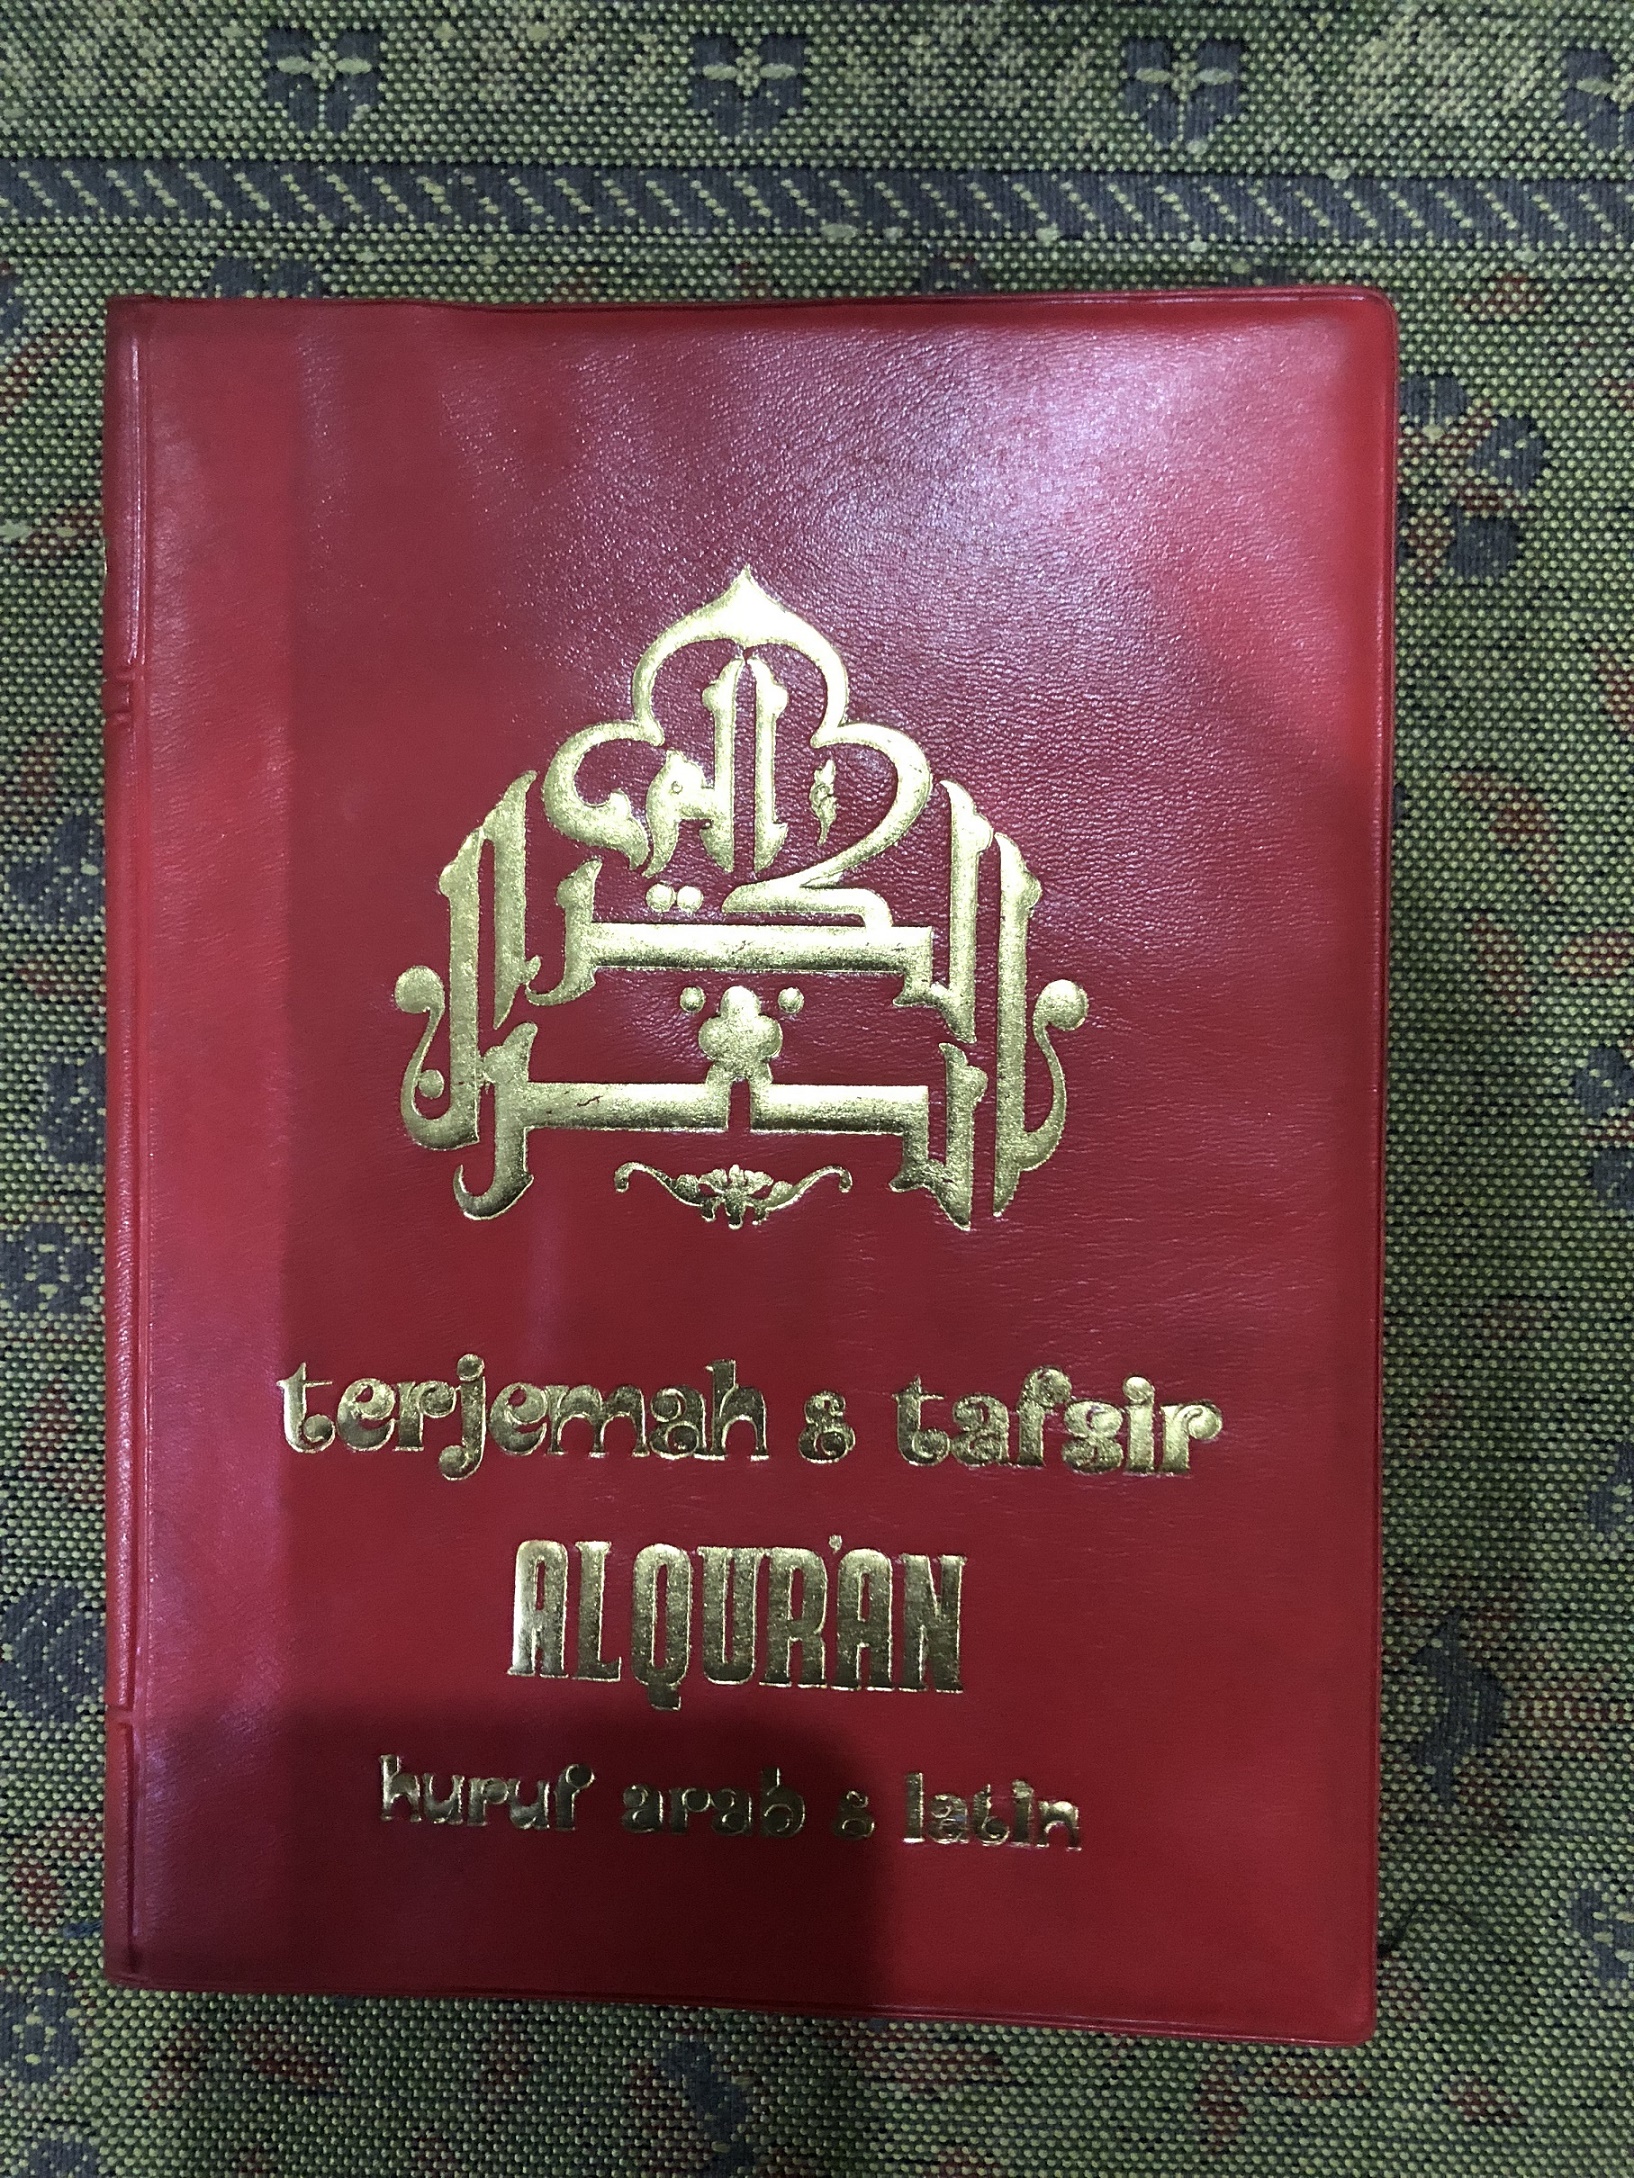 القرآن الكريم
terjemah & tafsir
ALQUR'AN
huruf arab & latin